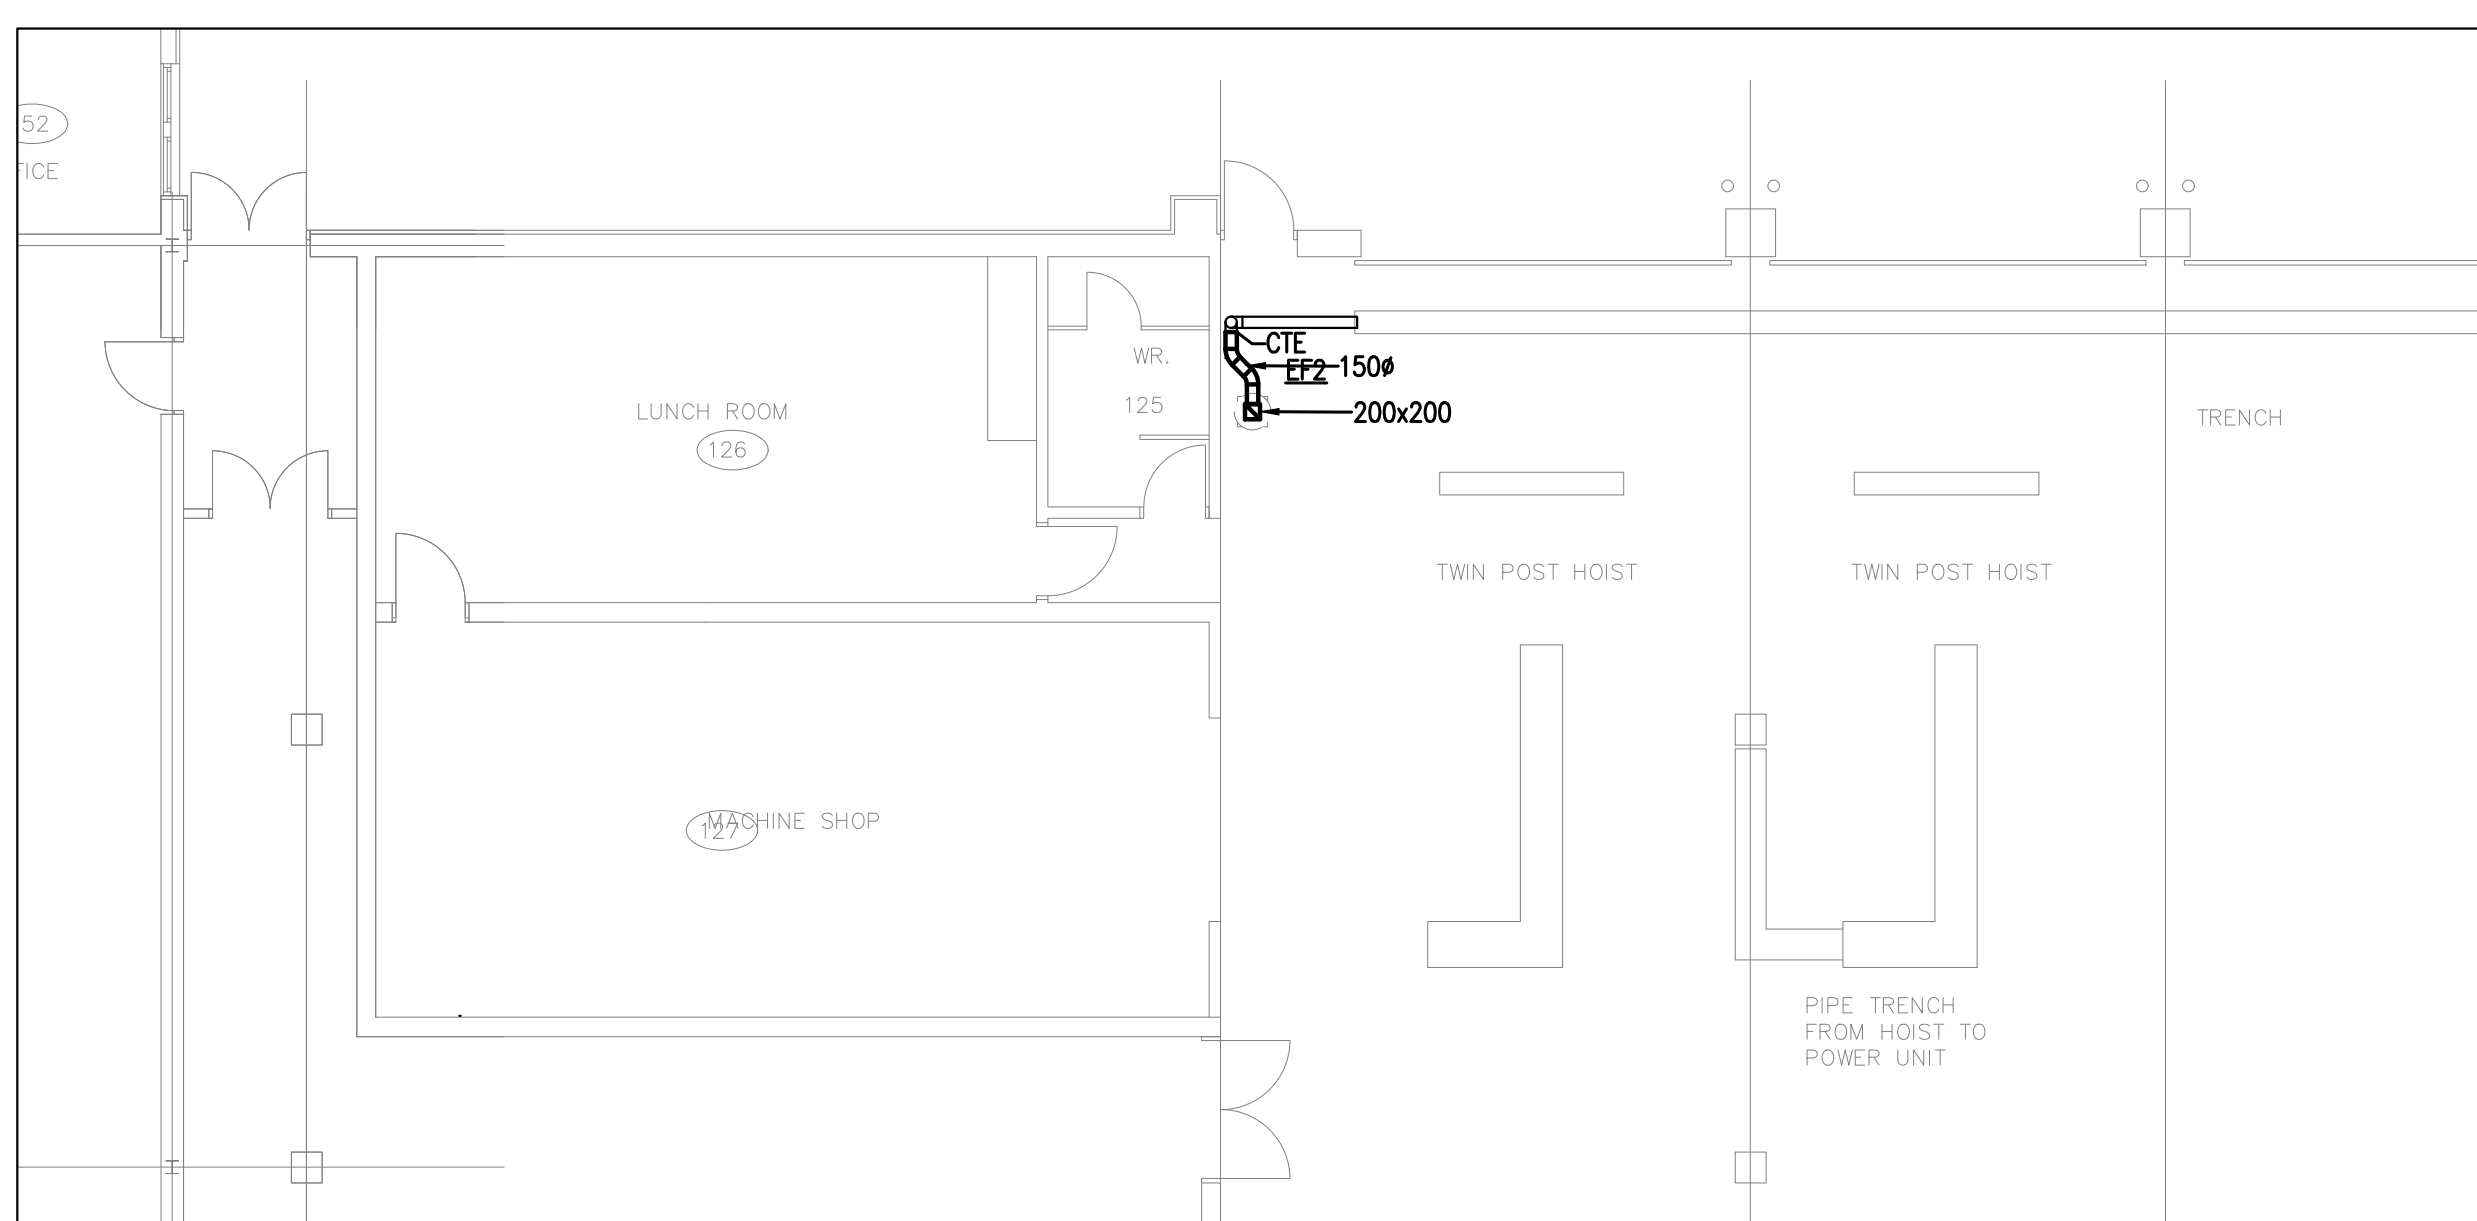 52
FICE
CTE
WR.
EF2
150ø
125
200x200
LUNCH ROOM
126
TRENCH
TWIN POST HOIST
TWIN POST HOIST
MACHINE SHOP
127
PIPE TRENCH
FROM HOIST TO
POWER UNIT